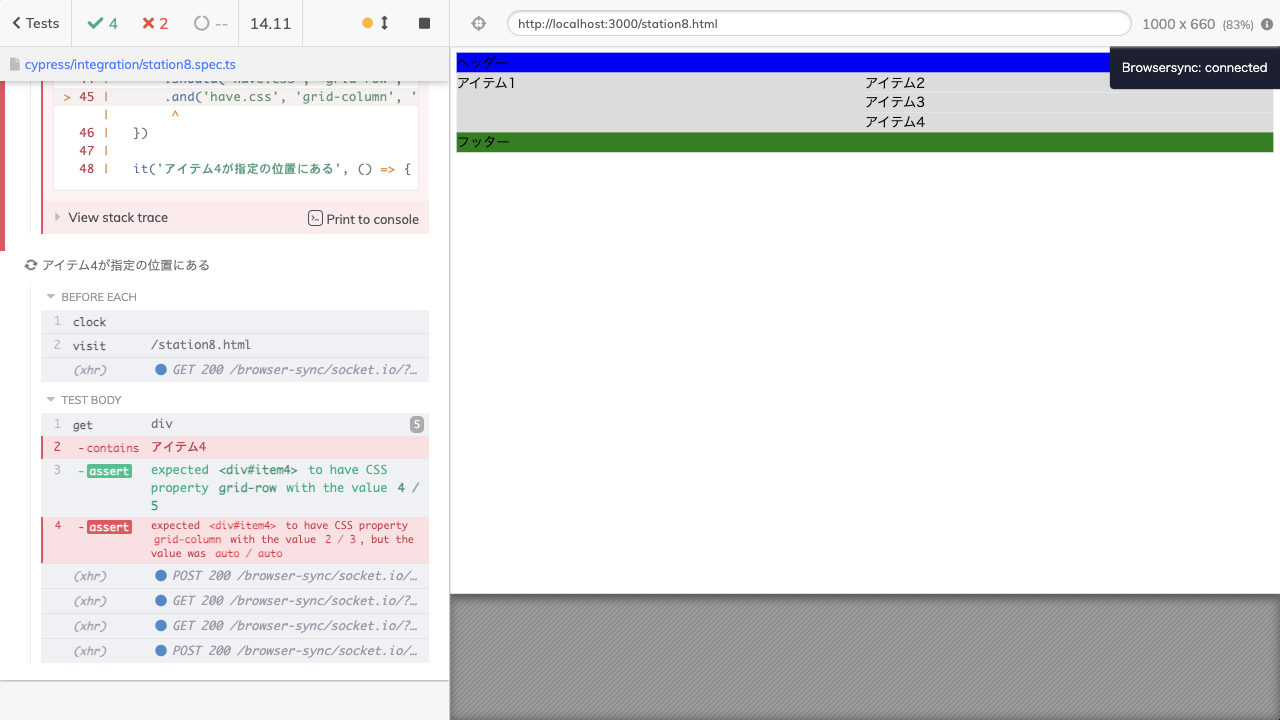 Tests
4
2
--
14.11
http://localhost:3000/station8.html
1000 x 660 (83%)
cypress/integration/station8.spec.ts
> 45 | .and('have.css', 'grid-column', '
| ^
46 | })
47 |
48 | it('アイテム4が指定の位置にある', () => {
View stack trace
Print to console
アイテム4が指定の位置にある
BEFORE EACH
1 clock
2 visit /station8.html
(xhr) GET 200 /browser-sync/socket.io/?…
TEST BODY
1 get div 5
2 -contains アイテム4
3 -assert expected <div#item4> to have CSS
property grid-row with the value 4 /
5
4 -assert expected <div#item4> to have CSS property
grid-column with the value 2 / 3, but the
value was auto / auto
(xhr) POST 200 /browser-sync/socket.io/…
(xhr) GET 200 /browser-sync/socket.io/?…
(xhr) GET 200 /browser-sync/socket.io/?…
(xhr) POST 200 /browser-sync/socket.io/…
ヘッダー
Browsersync: connected
アイテム1
アイテム2
アイテム3
アイテム4
フッター